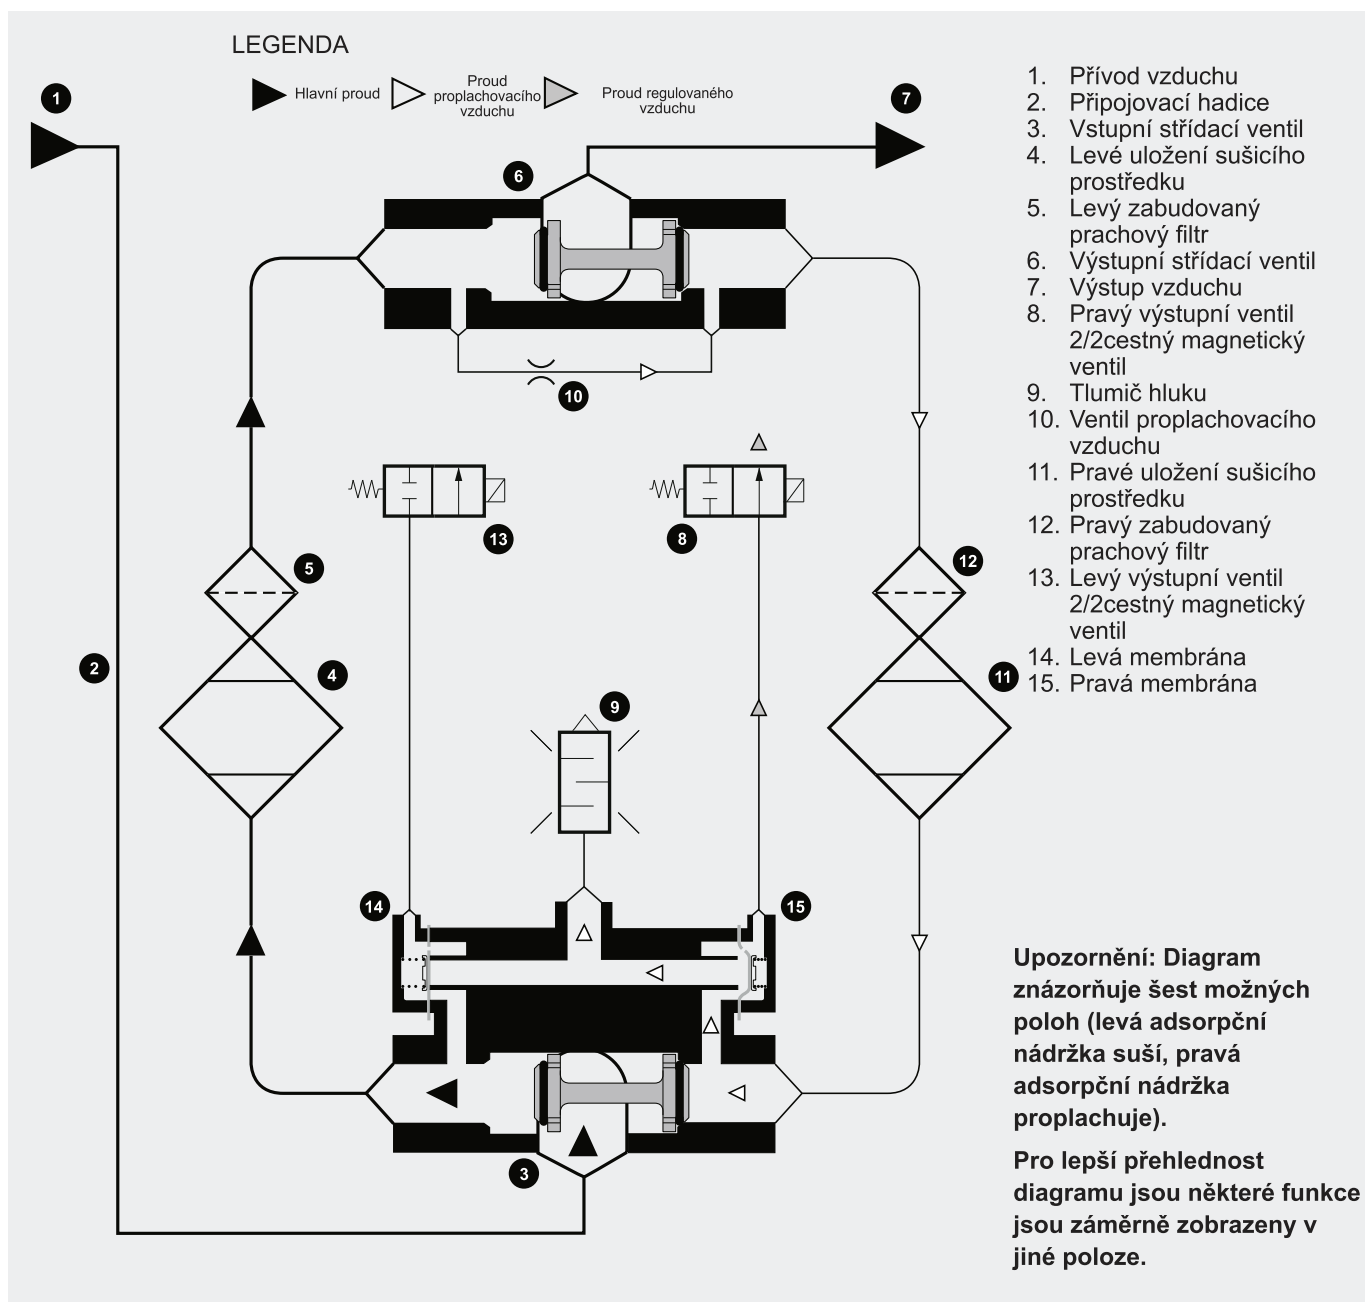 LEGENDA
Hlavní proud
Proud
proplachovacího
vzduchu
Proud regulovaného
vzduchu
1
7
6
10
13
8
5
12
2
4
11
9
14
15
3
1. Přívod vzduchu
2. Připojovací hadice
3. Vstupní střídací ventil
4. Levé uložení sušicího
prostředku
5. Levý zabudovaný
prachový filtr
6. Výstupní střídací ventil
7. Výstup vzduchu
8. Pravý výstupní ventil
2/2cestný magnetický
ventil
9. Tlumič hluku
10. Ventil proplachovacího
vzduchu
11. Pravé uložení sušicího
prostředku
12. Pravý zabudovaný
prachový filtr
13. Levý výstupní ventil
2/2cestný magnetický
ventil
14. Levá membrána
15. Pravá membrána
Upozornění: Diagram
znázorňuje šest možných
poloh (levá adsorpční
nádržka suší, pravá
adsorpční nádržka
proplachuje).
Pro lepší přehlednost
diagramu jsou některé funkce
jsou záměrně zobrazeny v
jiné poloze.